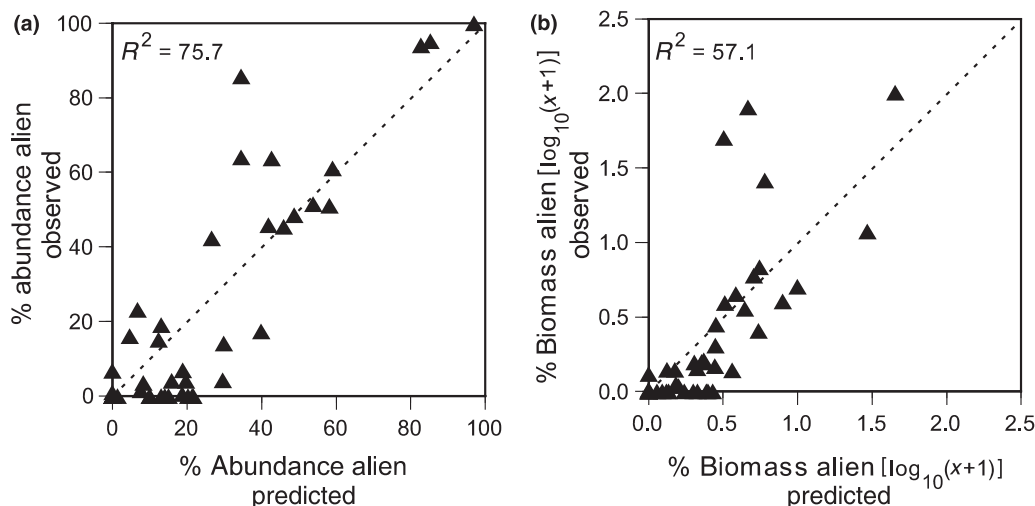 (a)
R² = 75.7
100
80
60
40
20
0
% abundance alien
observed
0 20 40 60 80 100
% Abundance alien
predicted
(b)
R² = 57.1
2.5
2.0
1.5
1.0
0.5
0.0
% Biomass alien [log₁₀(x+1)]
observed
0.0 0.5 1.0 1.5 2.0 2.5
% Biomass alien [log₁₀(x+1)]
predicted